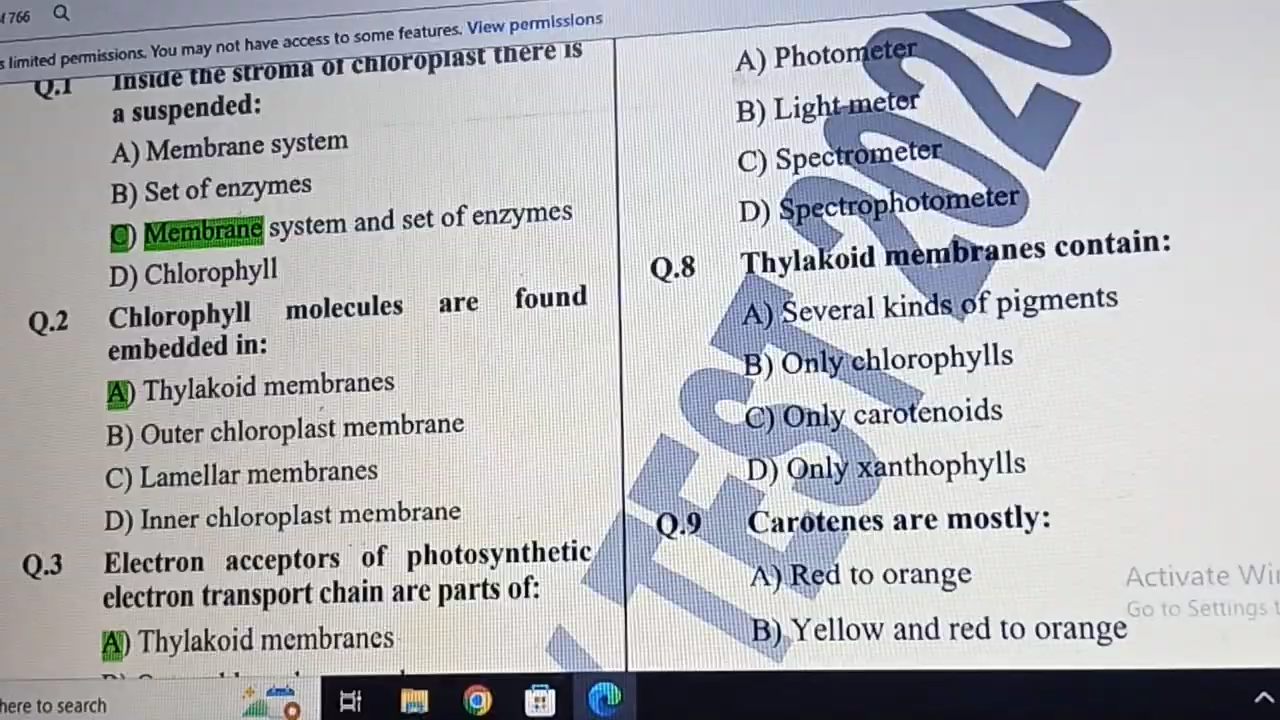 f 766
s limited permissions. You may not have access to some features. View permissions
Q.1 Inside the stroma of chloroplast there is
a suspended:
A) Membrane system
B) Set of enzymes
C) Membrane system and set of enzymes
D) Chlorophyll
Q.2 Chlorophyll molecules are found
embedded in:
A) Thylakoid membranes
B) Outer chloroplast membrane
C) Lamellar membranes
D) Inner chloroplast membrane
Q.3 Electron acceptors of photosynthetic
electron transport chain are parts of:
A) Thylakoid membranes
A) Photometer
B) Light meter
C) Spectrometer
D) Spectrophotometer
Q.8 Thylakoid membranes contain:
A) Several kinds of pigments
B) Only chlorophylls
C) Only carotenoids
D) Only xanthophylls
Q.9 Carotenes are mostly:
A) Red to orange
B) Yellow and red to orange
TEST 202
Activate Wi
Go to Settings t
here to search